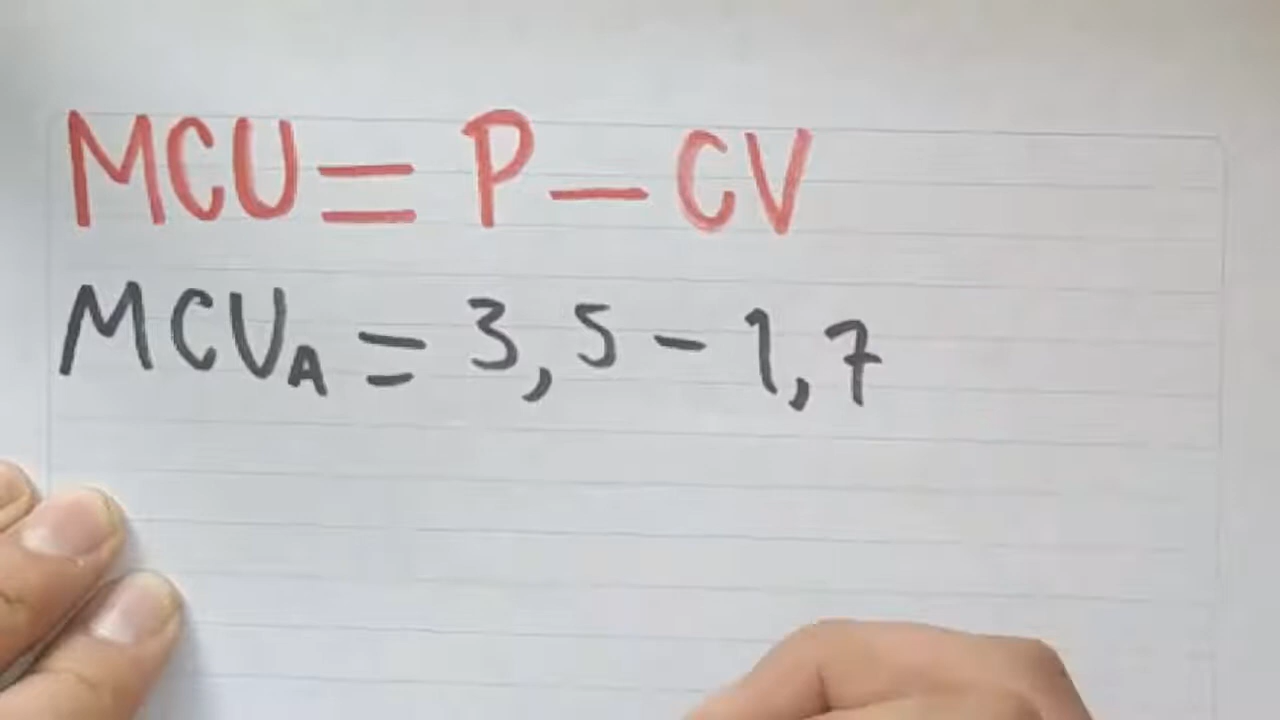 MCU = P - CV
MCUA = 3,5 - 1,7